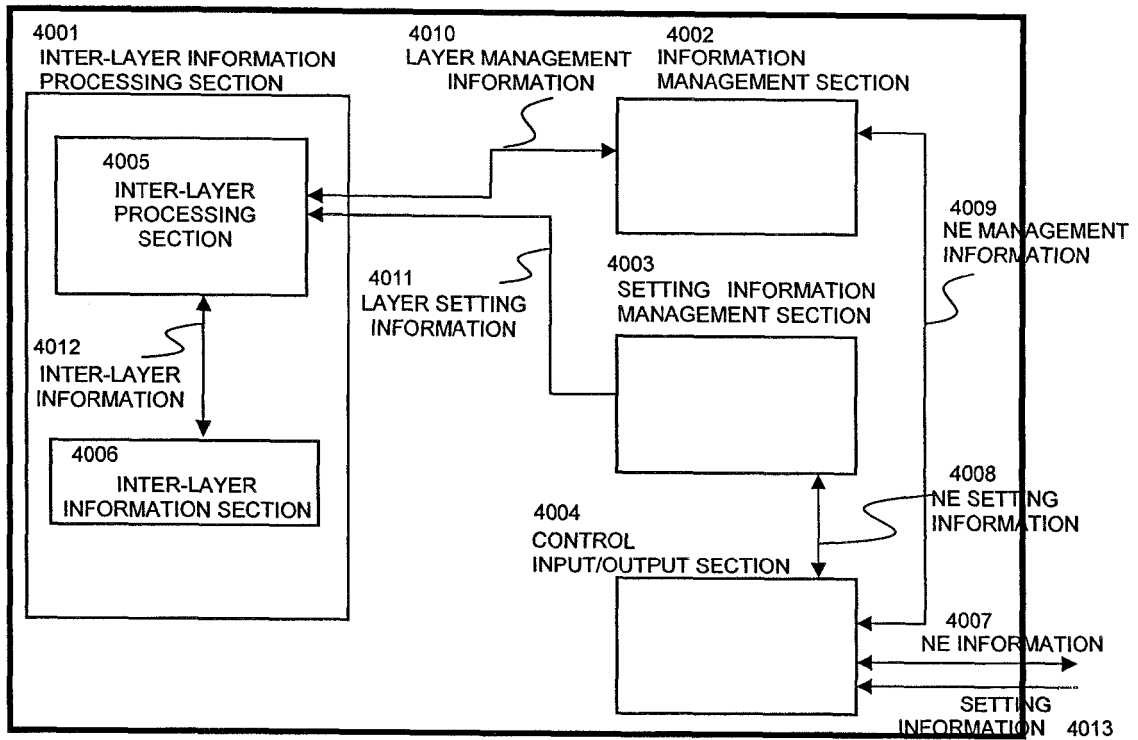 4001
INTER-LAYER INFORMATION
PROCESSING SECTION
4010
LAYER MANAGEMENT
INFORMATION
4002
INFORMATION
MANAGEMENT SECTION
4005
INTER-LAYER
PROCESSING
SECTION
4009
NE MANAGEMENT
INFORMATION
4011
LAYER SETTING
INFORMATION
4003
SETTING INFORMATION
MANAGEMENT SECTION
4012
INTER-LAYER
INFORMATION
4006
INTER-LAYER
INFORMATION SECTION
4008
NE SETTING
INFORMATION
4004
CONTROL
INPUT/OUTPUT SECTION
4007
NE INFORMATION
SETTING
INFORMATION 4013